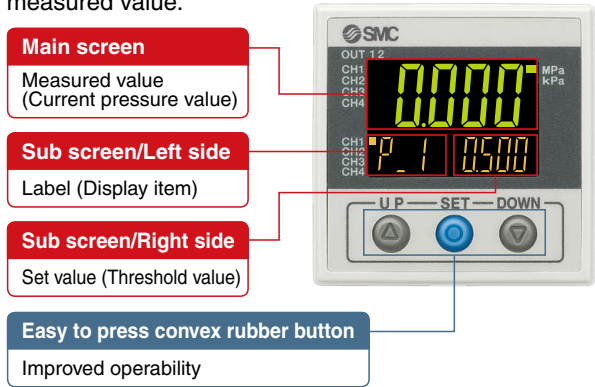 measured value.
Main screen
Measured value
(Current pressure value)
Sub screen/Left side
Label (Display item)
Sub screen/Right side
Set value (Threshold value)
Easy to press convex rubber button
Improved operability
SMC
OUT 1 2
CH1
CH2
CH3
CH4
0.000
MPa
kPa
CH1
CH2
CH3
CH4
P_1 0.500
UP SET DOWN